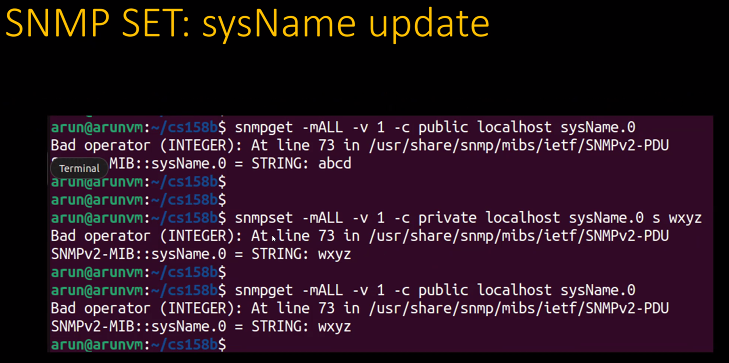 SNMP SET: sysName update
arun@arunvm:~/cs158b$ snmpget -mALL -v 1 -c public localhost sysName.0
Bad operator (INTEGER): At line 73 in /usr/share/snmp/mibs/ietf/SNMPv2-PDU
S Terminal -MIB::sysName.0 = STRING: abcd
arun@arunvm:~/cs158b$
arun@arunvm:~/cs158b$
arun@arunvm:~/cs158b$ snmpset -mALL -v 1 -c private localhost sysName.0 s wxyz
Bad operator (INTEGER): At line 73 in /usr/share/snmp/mibs/ietf/SNMPv2-PDU
SNMPv2-MIB::sysName.0 = STRING: wxyz
arun@arunvm:~/cs158b$
arun@arunvm:~/cs158b$ snmpget -mALL -v 1 -c public localhost sysName.0
Bad operator (INTEGER): At line 73 in /usr/share/snmp/mibs/ietf/SNMPv2-PDU
SNMPv2-MIB::sysName.0 = STRING: wxyz
arun@arunvm:~/cs158b$